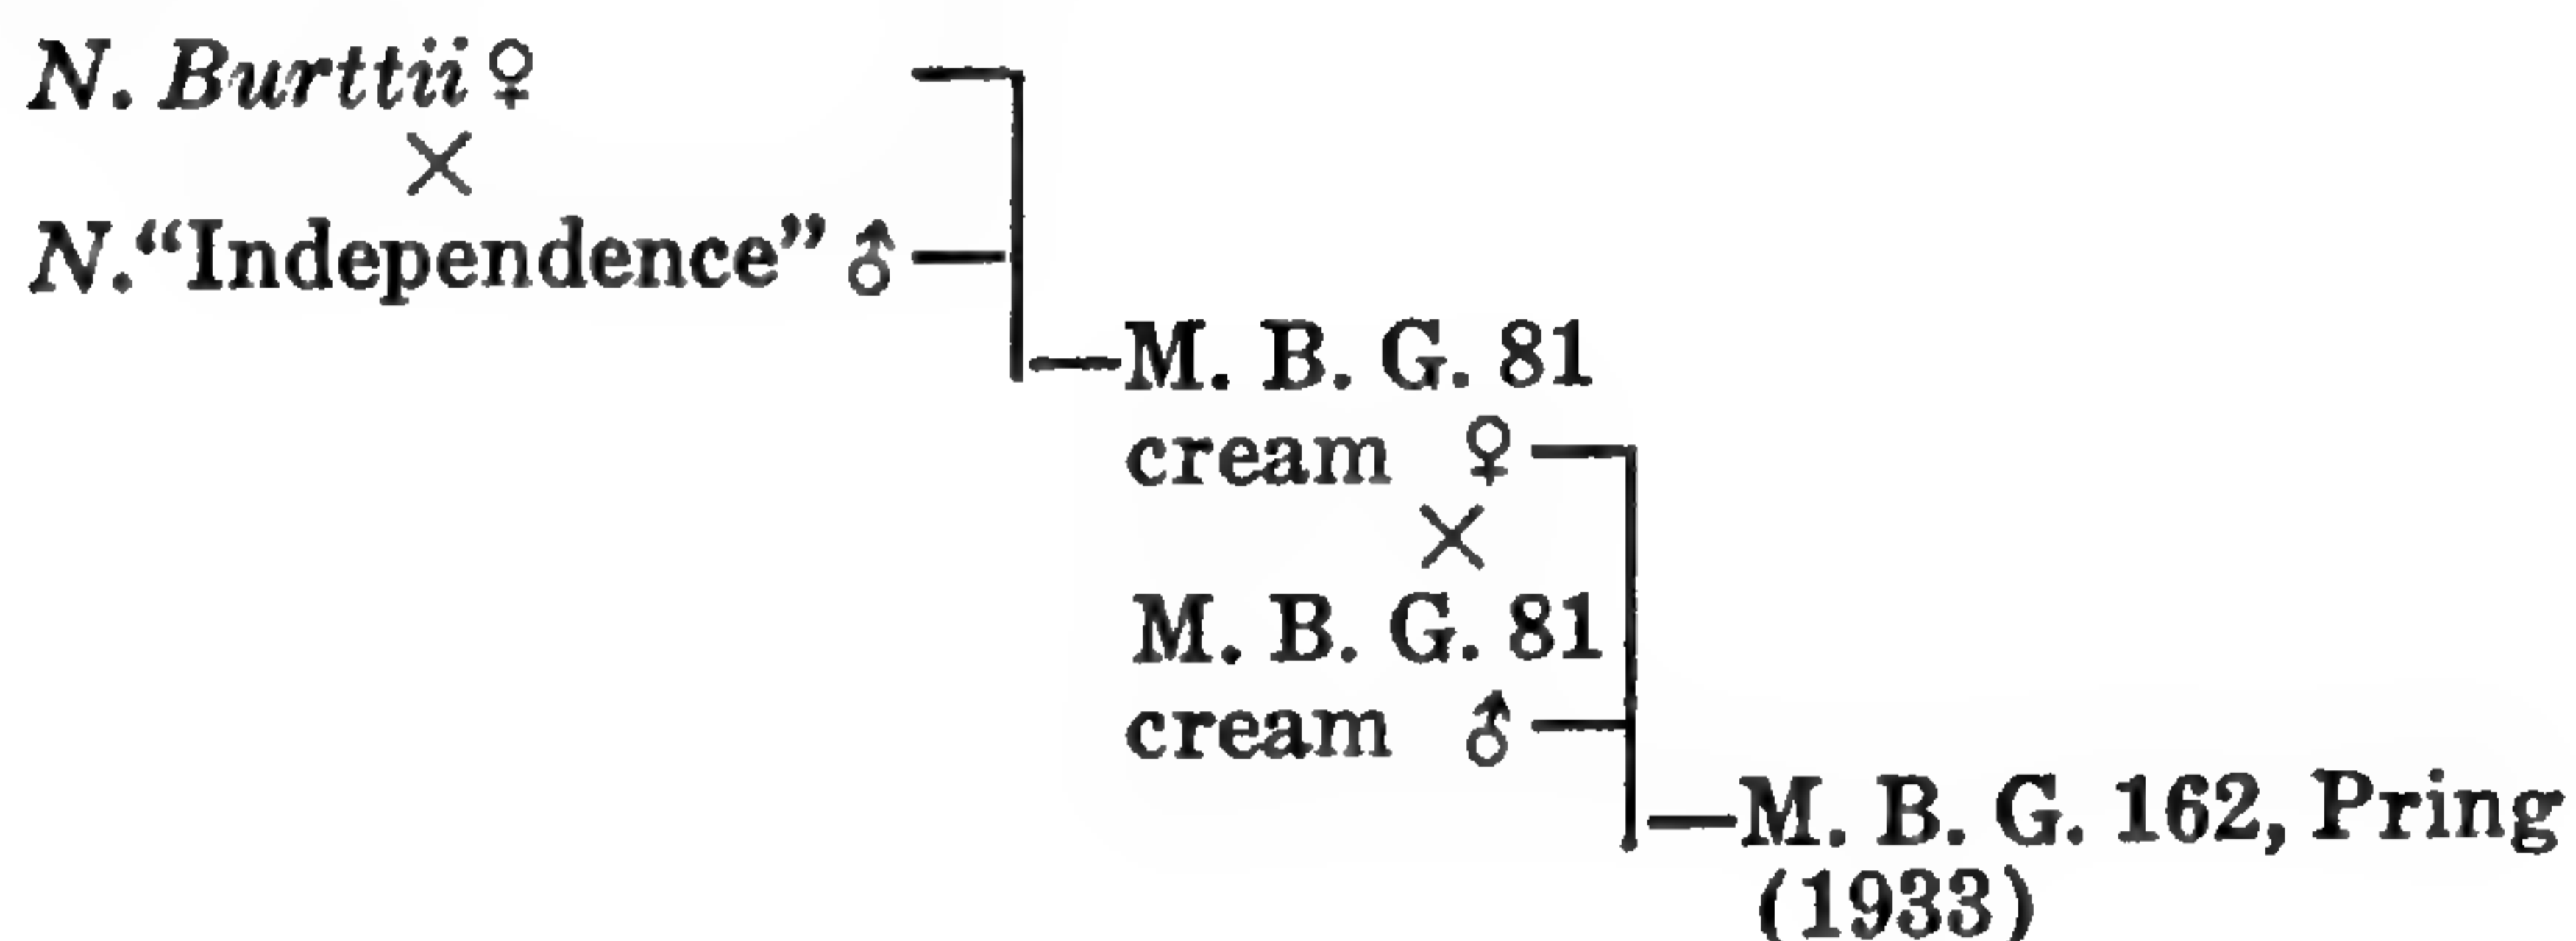 N. Burttii ♀
×
N. “Independence” ♂
M. B. G. 81
cream ♀
×
M. B. G. 81
cream ♂
M. B. G. 162, Pring
(1933)